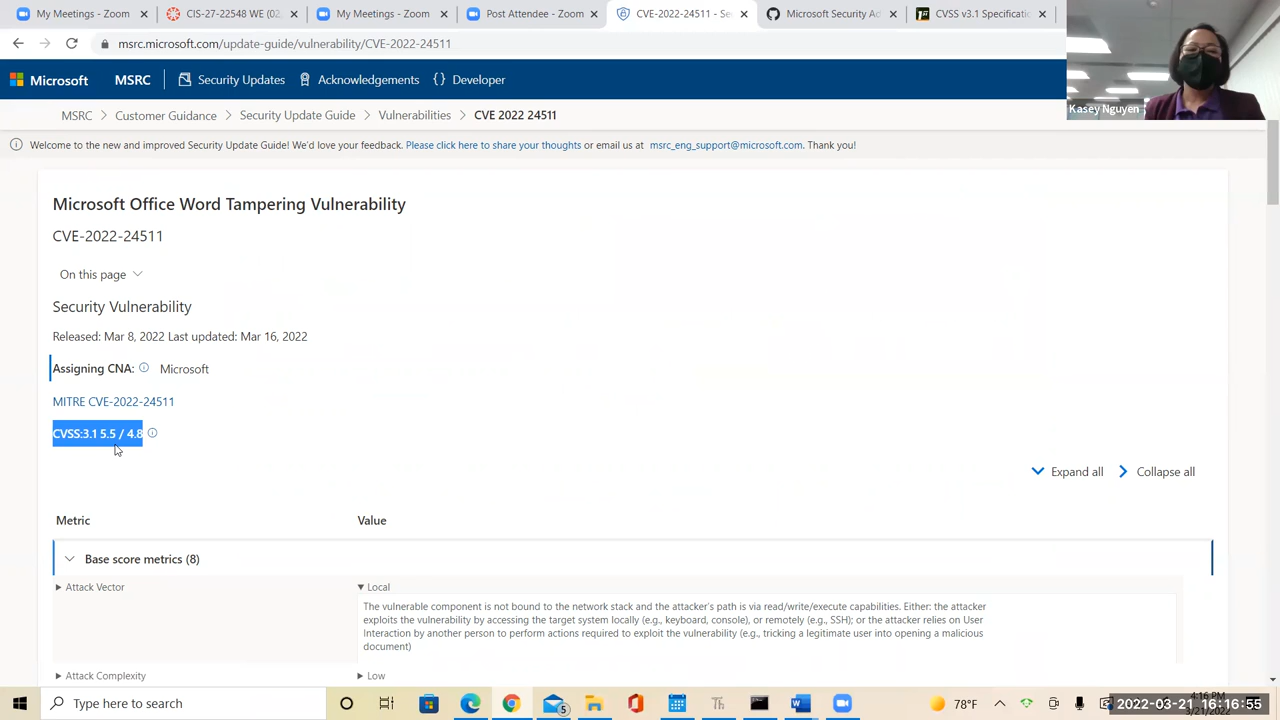 My Meetings - Zoom
CIS-27-22548 WE (02
My Meetings - Zoom
Post Attendee - Zoom
CVE-2022-24511 - Se
Microsoft Security A
CVSS v3.1 Specificatio
msrc.microsoft.com/update-guide/vulnerability/CVE-2022-24511
Kasey Nguyen
Microsoft MSRC Security Updates Acknowledgements {} Developer
MSRC > Customer Guidance > Security Update Guide > Vulnerabilities > CVE 2022 24511
Welcome to the new and improved Security Update Guide! We'd love your feedback. Please click here to share your thoughts or email us at msrc_eng_support@microsoft.com. Thank you!
Microsoft Office Word Tampering Vulnerability
CVE-2022-24511
On this page
Security Vulnerability
Released: Mar 8, 2022 Last updated: Mar 16, 2022
Assigning CNA: Microsoft
MITRE CVE-2022-24511
CVSS:3.1 5.5 / 4.8
Expand all Collapse all
Metric Value
Base score metrics (8)
Attack Vector Local
The vulnerable component is not bound to the network stack and the attacker's path is via read/write/execute capabilities. Either: the attacker
exploits the vulnerability by accessing the target system locally (e.g., keyboard, console), or remotely (e.g., SSH); or the attacker relies on User
Interaction by another person to perform actions required to exploit the vulnerability (e.g., tricking a legitimate user into opening a malicious
document)
Attack Complexity Low
Type here to search
5
Th
78°F
2022-03-21 16:16:55